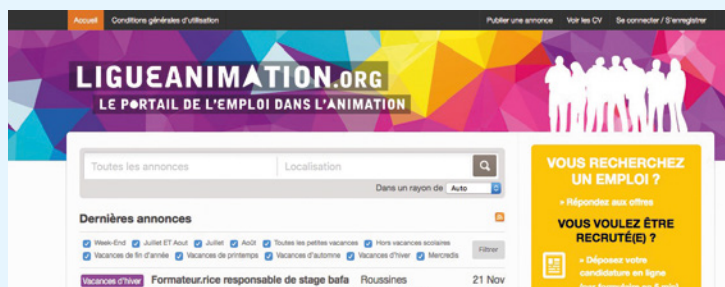 Accueil Conditions générales d'utilisation Publier une annonce Voir les CV Se connecter / S'enregistrer
LIGUEANIMATION.ORG
LE PORTAIL DE L'EMPLOI DANS L'ANIMATION
Toutes les annonces Localisation
Dans un rayon de Auto
Dernières annonces
Week-End Juillet ET Aout Juillet Août Toutes les petites vacances Hors vacances scolaires
Vacances de fin d'année Vacances de printemps Vacances d'automne Vacances d'hiver Mercredis
Filtrer
Vacances d'hiver Formateur.rice responsable de stage bafa Roussines 21 Nov
VOUS RECHERCHEZ
UN EMPLOI ?
» Répondez aux offres
VOUS VOULEZ ÊTRE
RECRUTÉ(E) ?
» Déposez votre
candidature en ligne